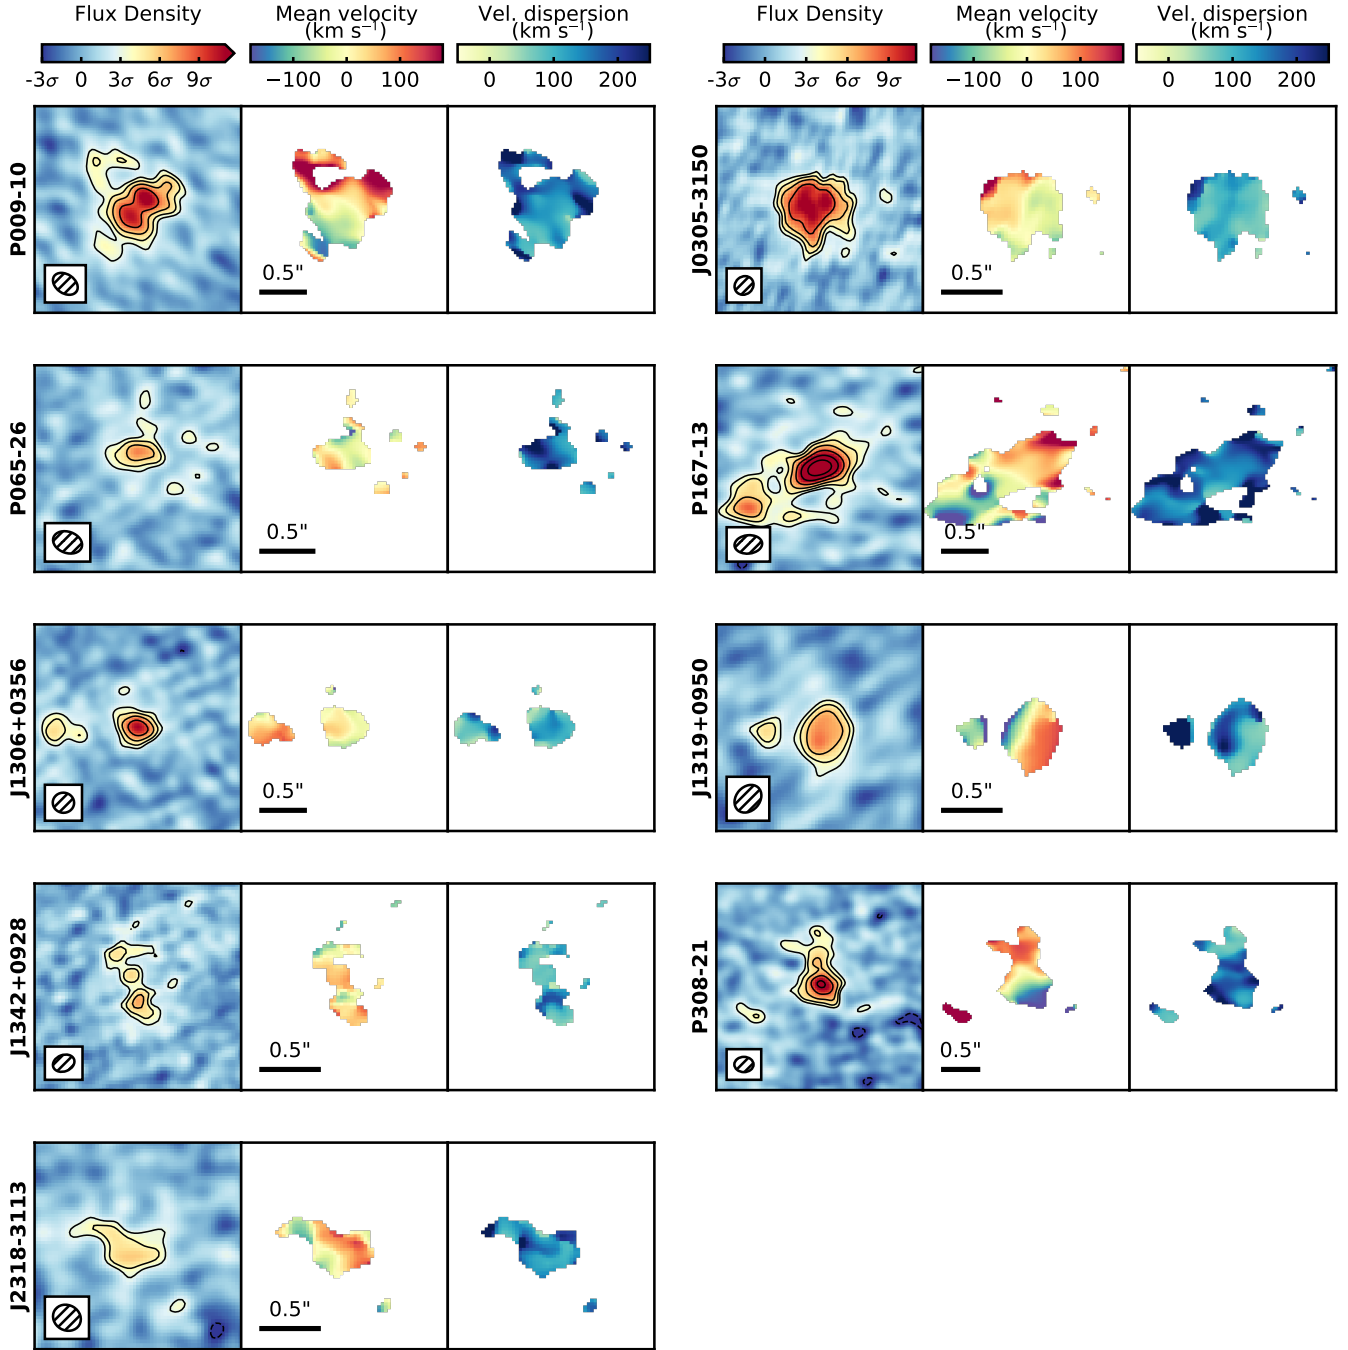 Flux Density Mean velocity (km s⁻¹) Vel. dispersion (km s⁻¹) Flux Density Mean velocity (km s⁻¹) Vel. dispersion (km s⁻¹)
-3σ 0 3σ 6σ 9σ −100 0 100 0 100 200 -3σ 0 3σ 6σ 9σ −100 0 100 0 100 200
P009-10 0.5" J0305-3150 0.5"
P065-26 0.5" P167-13 0.5"
J1306+0356 0.5" J1319+0950 0.5"
J1342+0928 0.5" P308-21 0.5"
J2318-3113 0.5"